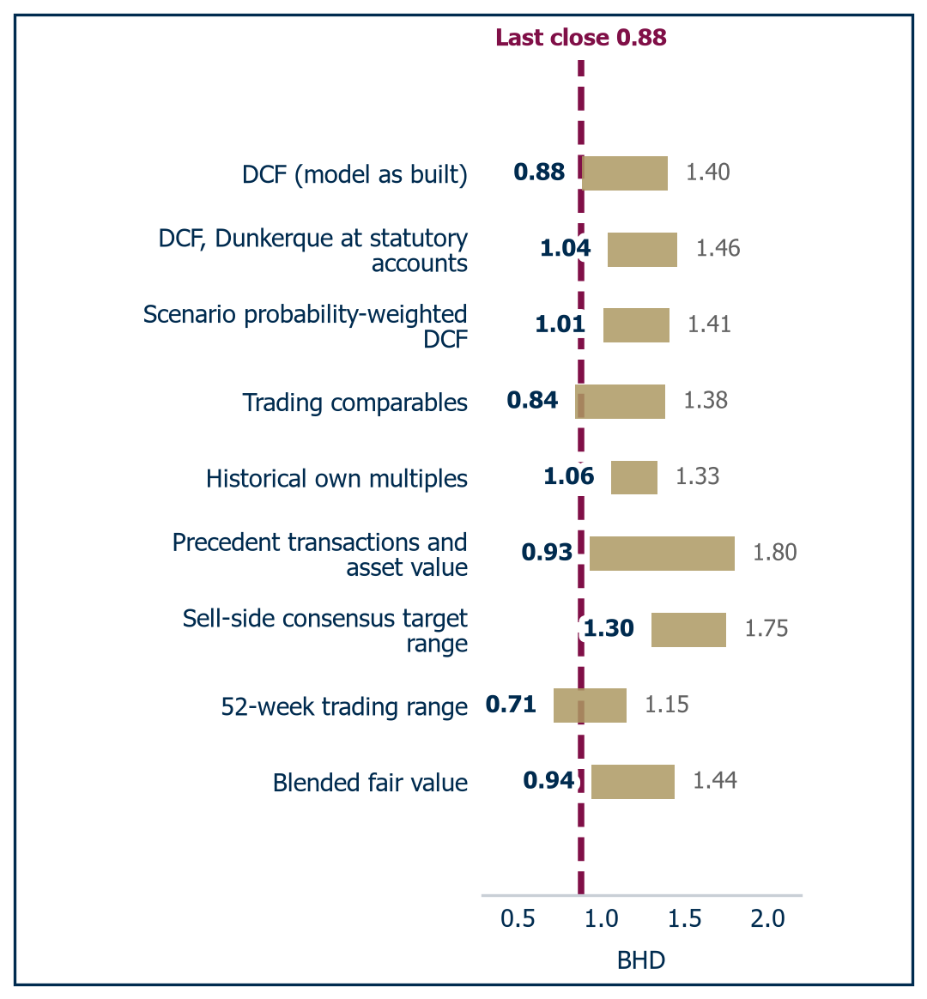 Last close 0.88
DCF (model as built) 0.88 1.40
DCF, Dunkerque at statutory
accounts 1.04 1.46
Scenario probability-weighted
DCF 1.01 1.41
Trading comparables 0.84 1.38
Historical own multiples 1.06 1.33
Precedent transactions and
asset value 0.93 1.80
Sell-side consensus target
range 1.30 1.75
52-week trading range 0.71 1.15
Blended fair value 0.94 1.44
0.5 1.0 1.5 2.0
BHD